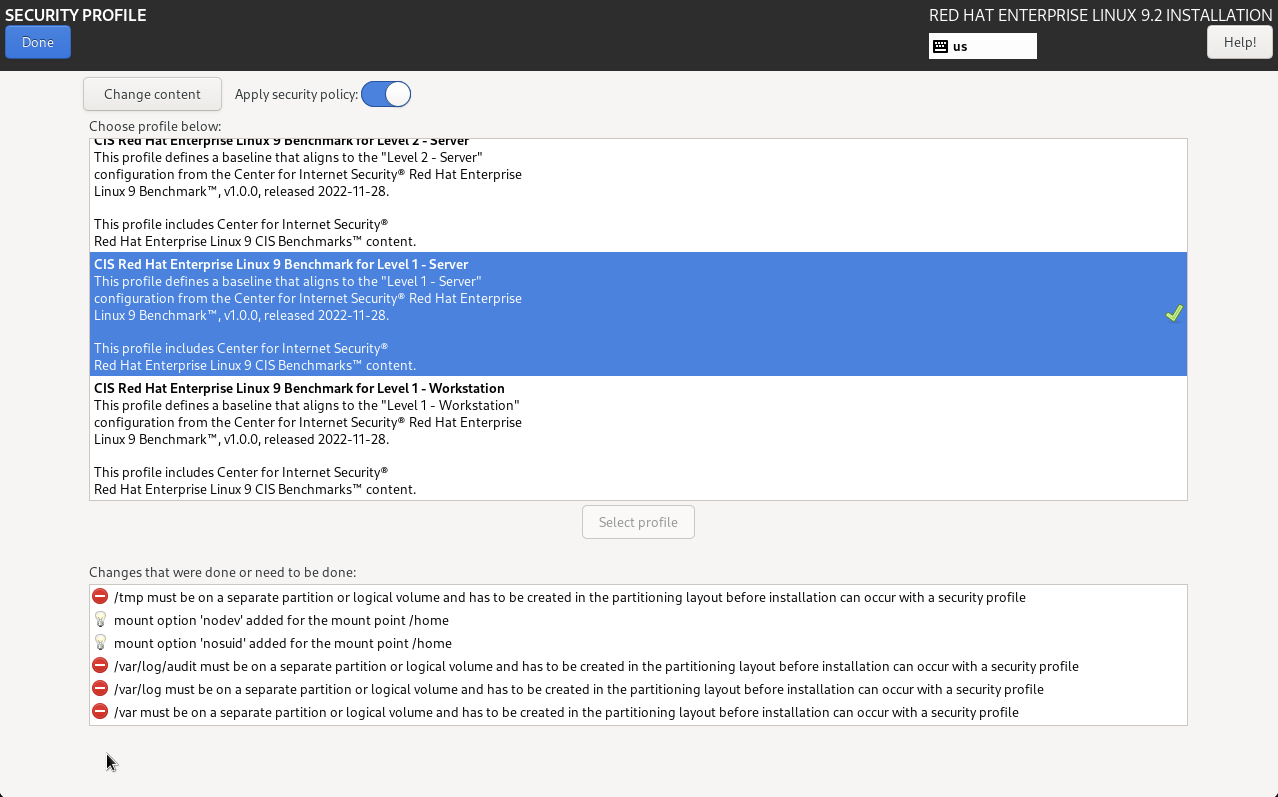 SECURITY PROFILE
RED HAT ENTERPRISE LINUX 9.2 INSTALLATION
Done
us
Help!
Change content
Apply security policy:
Choose profile below:
CIS Red Hat Enterprise Linux 9 Benchmark for Level 2 - Server
This profile defines a baseline that aligns to the "Level 2 - Server"
configuration from the Center for Internet Security® Red Hat Enterprise
Linux 9 Benchmark™, v1.0.0, released 2022-11-28.
This profile includes Center for Internet Security®
Red Hat Enterprise Linux 9 CIS Benchmarks™ content.
CIS Red Hat Enterprise Linux 9 Benchmark for Level 1 - Server
This profile defines a baseline that aligns to the "Level 1 - Server"
configuration from the Center for Internet Security® Red Hat Enterprise
Linux 9 Benchmark™, v1.0.0, released 2022-11-28.
This profile includes Center for Internet Security®
Red Hat Enterprise Linux 9 CIS Benchmarks™ content.
CIS Red Hat Enterprise Linux 9 Benchmark for Level 1 - Workstation
This profile defines a baseline that aligns to the "Level 1 - Workstation"
configuration from the Center for Internet Security® Red Hat Enterprise
Linux 9 Benchmark™, v1.0.0, released 2022-11-28.
This profile includes Center for Internet Security®
Red Hat Enterprise Linux 9 CIS Benchmarks™ content.
Select profile
Changes that were done or need to be done:
/tmp must be on a separate partition or logical volume and has to be created in the partitioning layout before installation can occur with a security profile
mount option 'nodev' added for the mount point /home
mount option 'nosuid' added for the mount point /home
/var/log/audit must be on a separate partition or logical volume and has to be created in the partitioning layout before installation can occur with a security profile
/var/log must be on a separate partition or logical volume and has to be created in the partitioning layout before installation can occur with a security profile
/var must be on a separate partition or logical volume and has to be created in the partitioning layout before installation can occur with a security profile